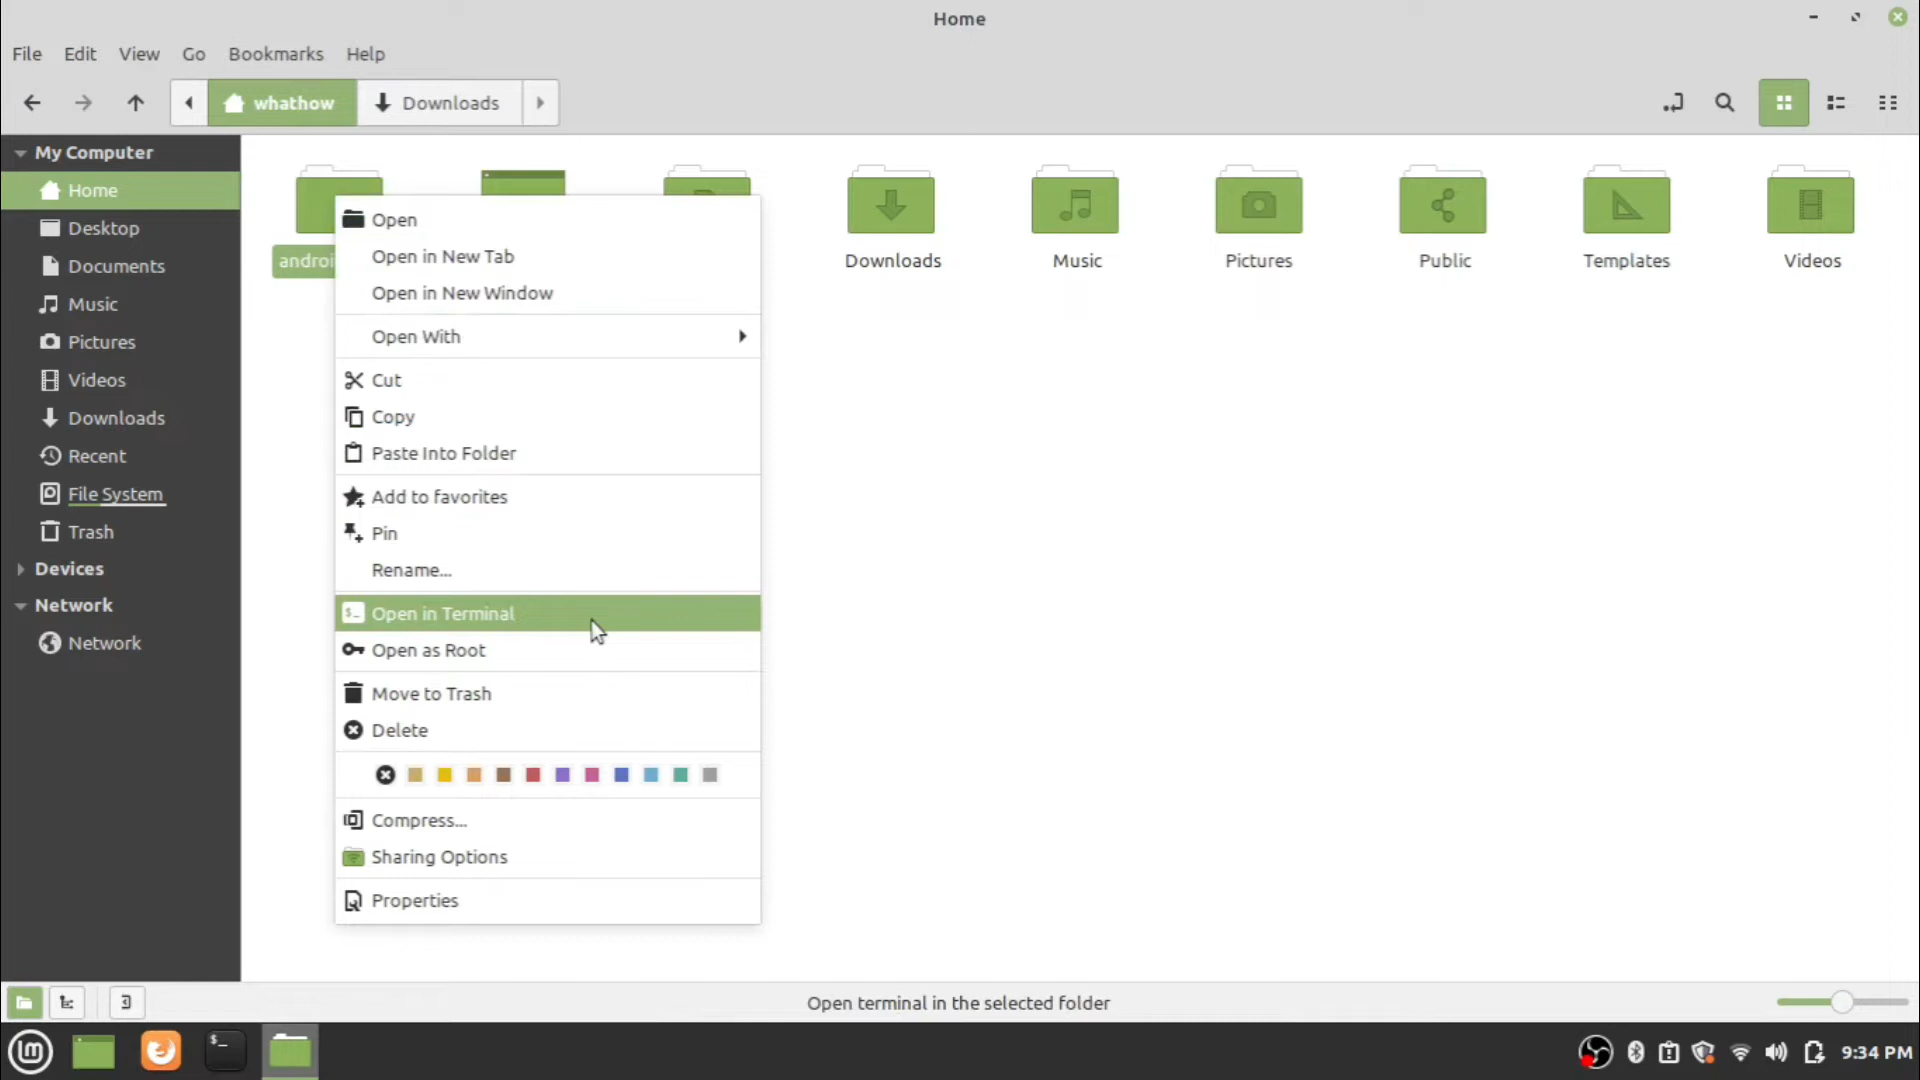 Home
File Edit View Go Bookmarks Help
whathow Downloads
My Computer
Home
Desktop
Documents
Music
Pictures
Videos
Downloads
Recent
File System
Trash
Devices
Network
Network
Downloads Music Pictures Public Templates Videos
Open
Open in New Tab
Open in New Window
Open With
Cut
Copy
Paste Into Folder
Add to favorites
Pin
Rename...
$_ Open in Terminal
Open as Root
Move to Trash
Delete
Compress...
Sharing Options
Properties
Open terminal in the selected folder
lm
$_
9:34 PM